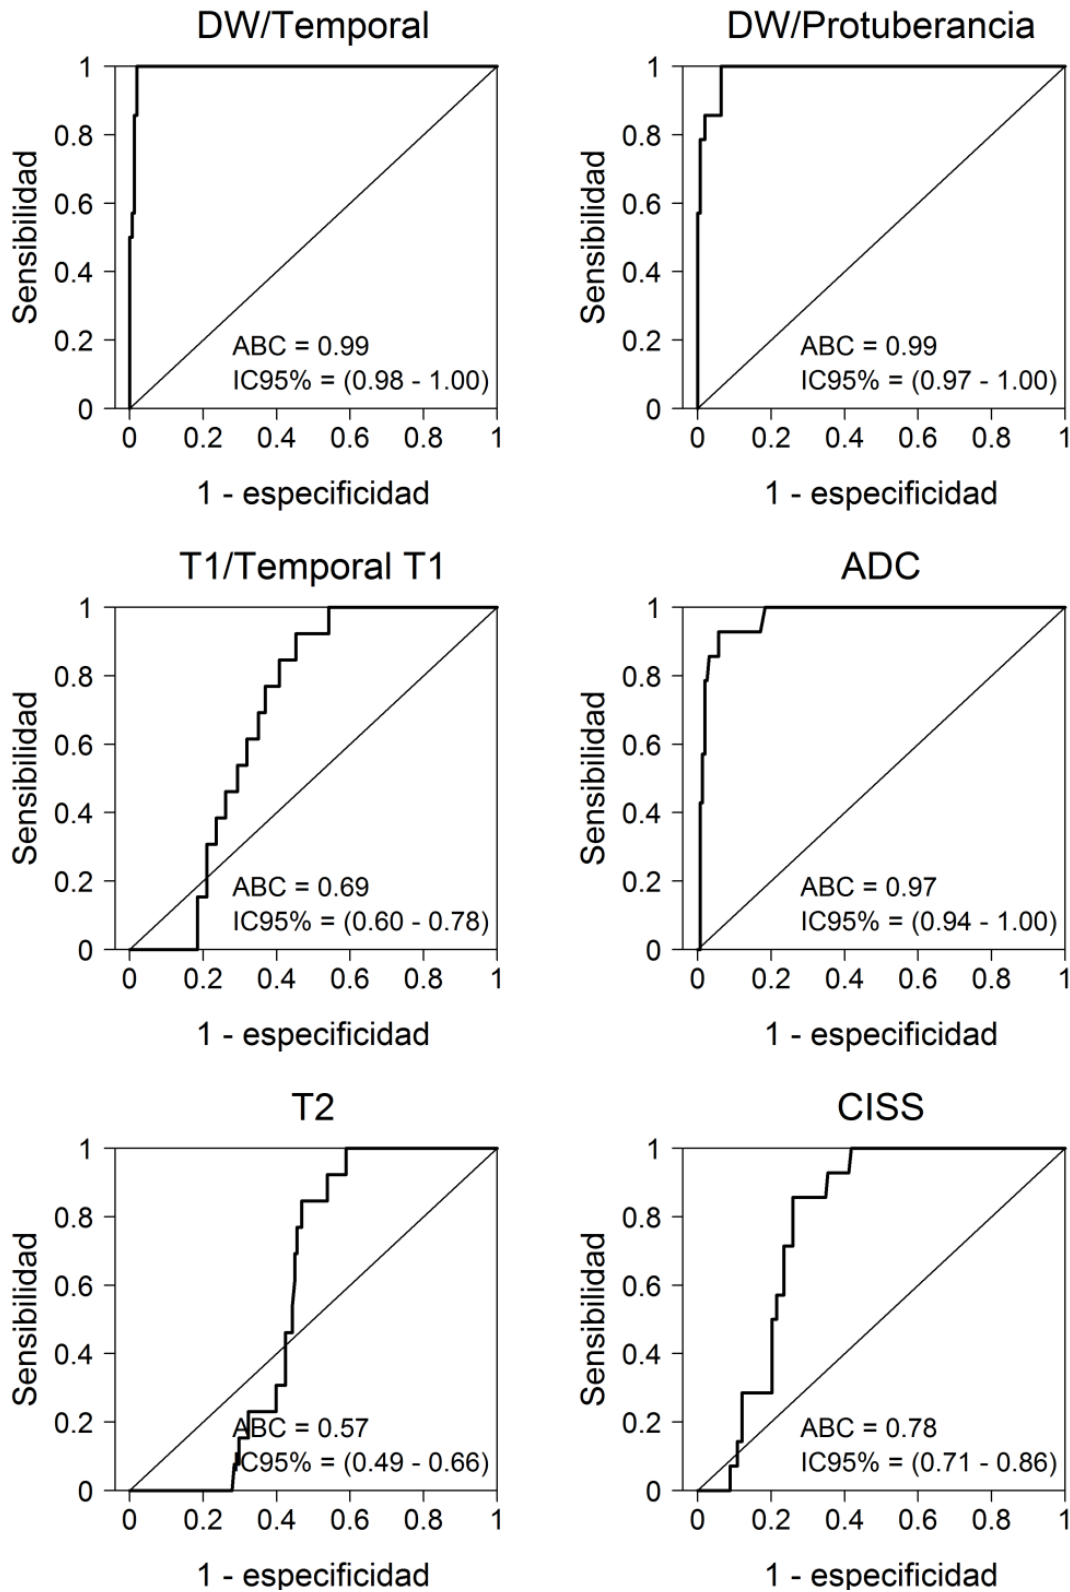 DW/Temporal
1
0.8
0.6
0.4
0.2
0
Sensibilidad
ABC = 0.99
IC95% = (0.98 - 1.00)
0 0.2 0.4 0.6 0.8 1
1 - especificidad
DW/Protuberancia
1
0.8
0.6
0.4
0.2
0
Sensibilidad
ABC = 0.99
IC95% = (0.97 - 1.00)
0 0.2 0.4 0.6 0.8 1
1 - especificidad
T1/Temporal T1
1
0.8
0.6
0.4
0.2
0
Sensibilidad
ABC = 0.69
IC95% = (0.60 - 0.78)
0 0.2 0.4 0.6 0.8 1
1 - especificidad
ADC
1
0.8
0.6
0.4
0.2
0
Sensibilidad
ABC = 0.97
IC95% = (0.94 - 1.00)
0 0.2 0.4 0.6 0.8 1
1 - especificidad
T2
1
0.8
0.6
0.4
0.2
0
Sensibilidad
ABC = 0.57
IC95% = (0.49 - 0.66)
0 0.2 0.4 0.6 0.8 1
1 - especificidad
CISS
1
0.8
0.6
0.4
0.2
0
Sensibilidad
ABC = 0.78
IC95% = (0.71 - 0.86)
0 0.2 0.4 0.6 0.8 1
1 - especificidad